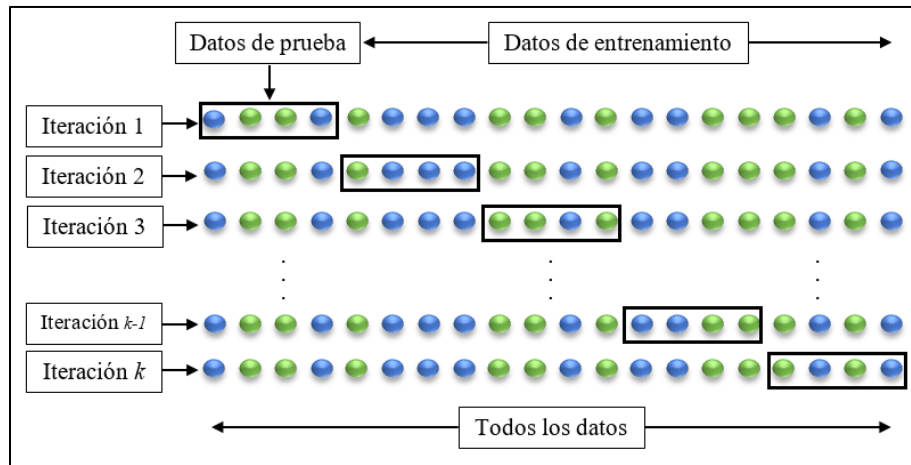 Datos de prueba
Datos de entrenamiento
Iteración 1
Iteración 2
Iteración 3
Iteración k-1
Iteración k
Todos los datos